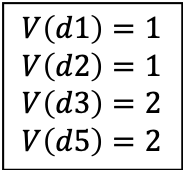 V(d1) = 1
V(d2) = 1
V(d3) = 2
V(d5) = 2